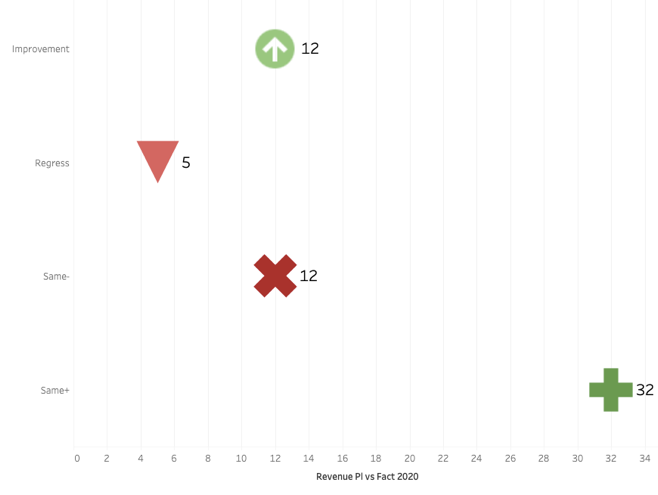 Improvement
12
Regress
5
Same-
12
Same+
32
0 2 4 6 8 10 12 14 16 18 20 22 24 26 28 30 32 34
Revenue Pl vs Fact 2020